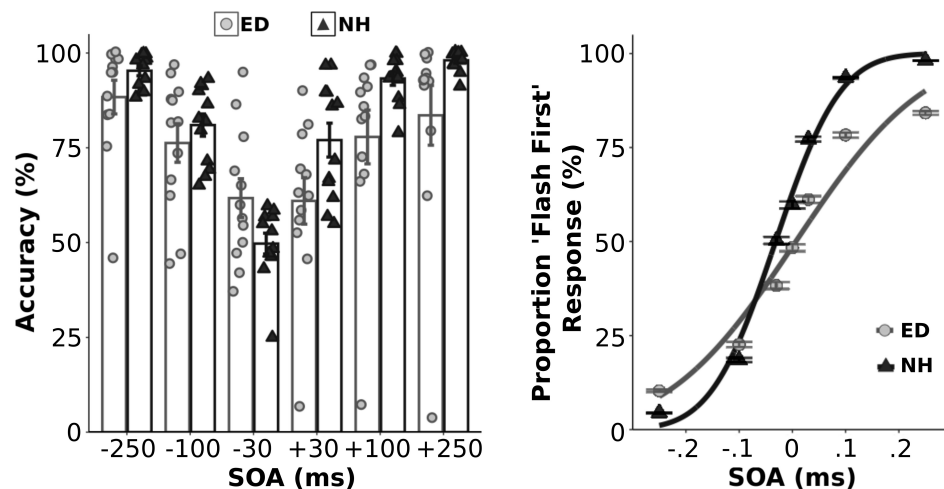 ED NH
100
75
50
25
0
Accuracy (%)
-250 -100 -30 +30 +100 +250
SOA (ms)
100
75
50
25
0
Proportion 'Flash First'
Response (%)
ED
NH
-.2 -.1 0 .1 .2
SOA (ms)